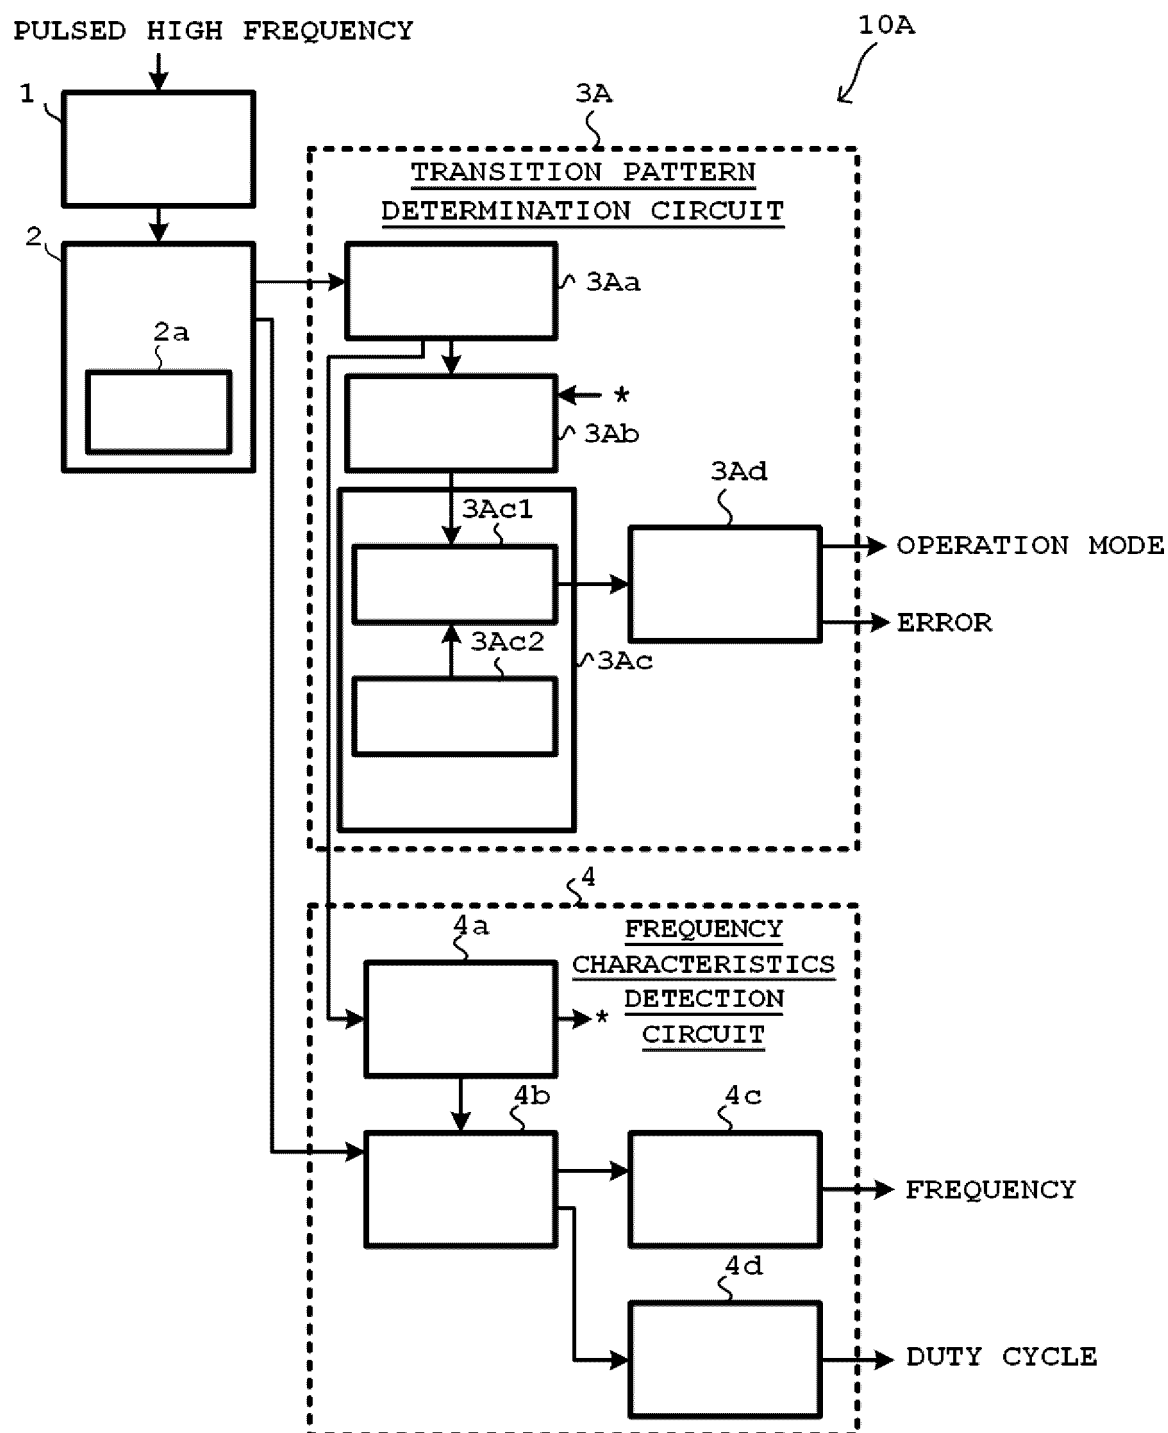 10A
PULSED HIGH FREQUENCY
1
3A
TRANSITION PATTERN
DETERMINATION CIRCUIT
2
3Aa
2a
*
3Ab
3Ad
3Ac1
OPERATION MODE
ERROR
3Ac2
3Ac
4
4a
FREQUENCY
CHARACTERISTICS
DETECTION
CIRCUIT
*
4b
4c
FREQUENCY
4d
DUTY CYCLE